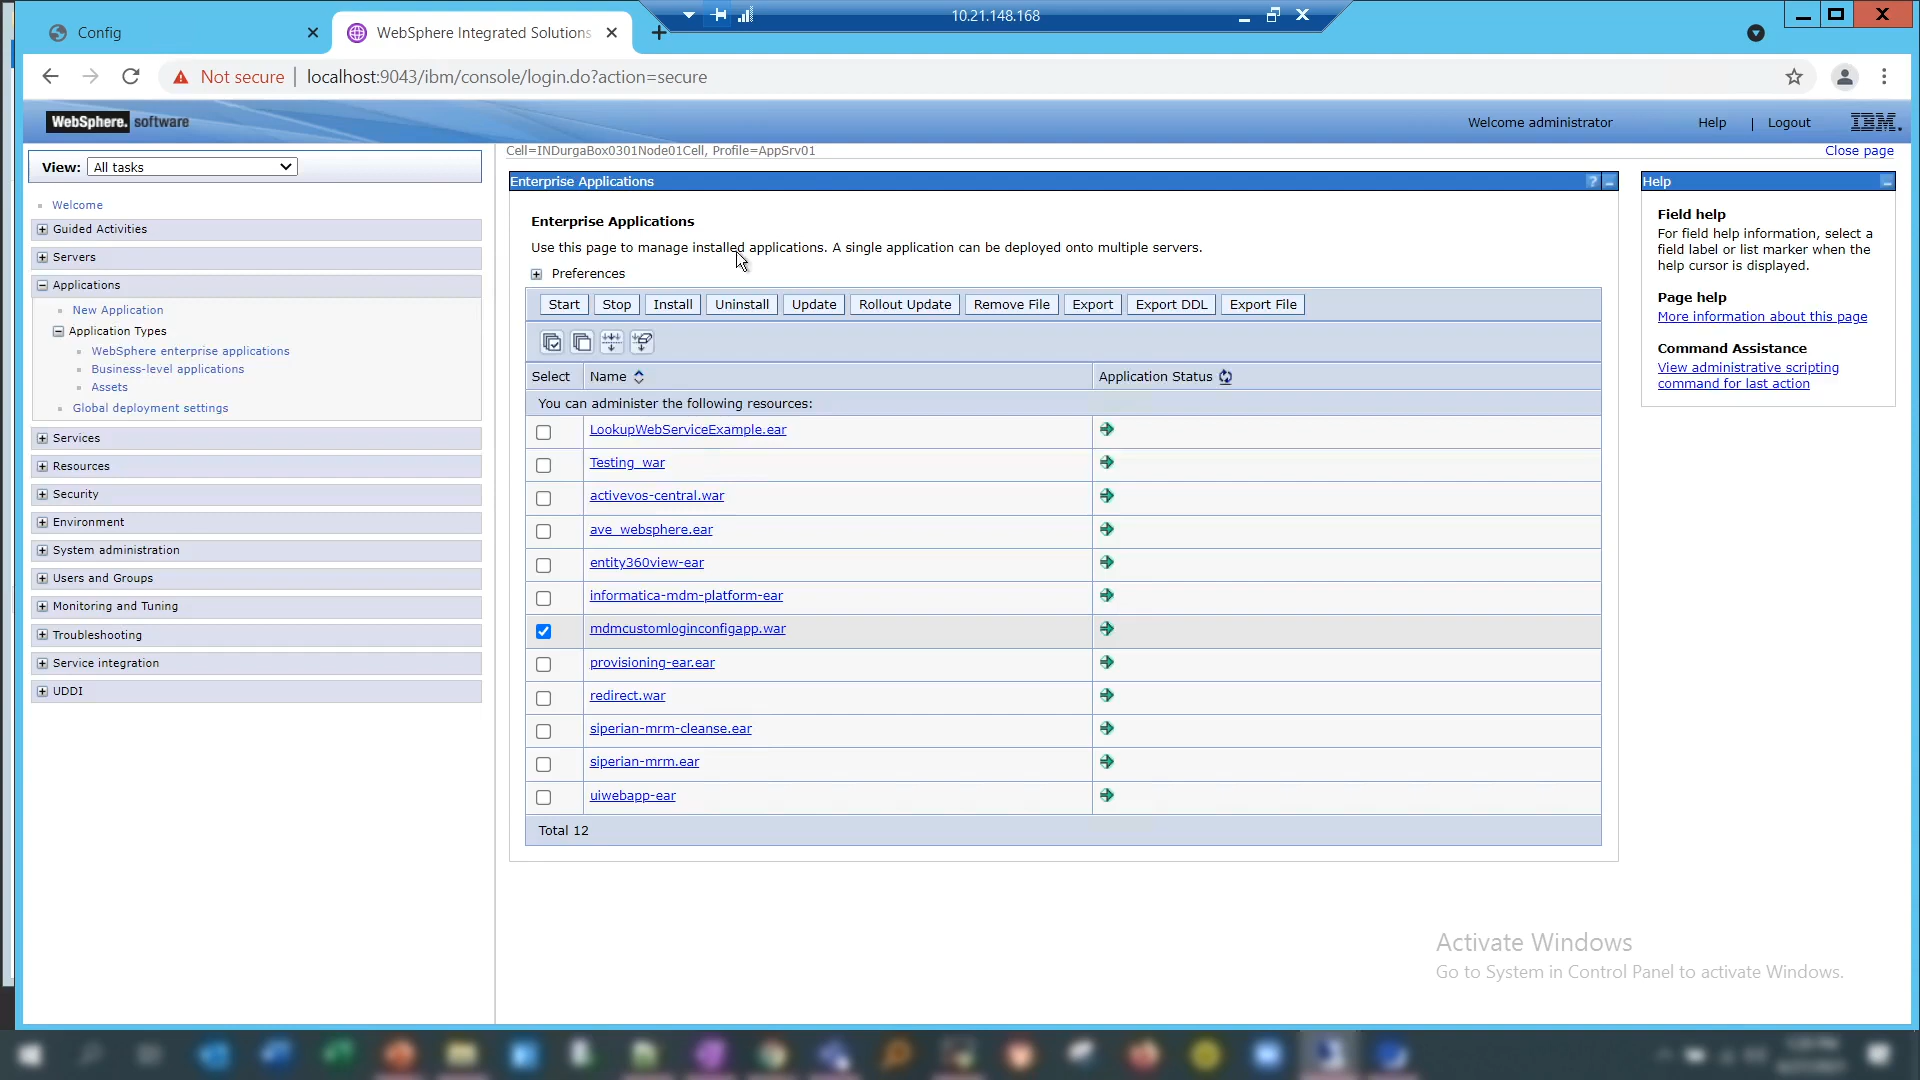 Config
WebSphere Integrated Solutions
10.21.148.168
Not secure
localhost:9043/ibm/console/login.do?action=secure
WebSphere. software
Welcome administrator
Help
|
Logout
IBM.
View:
All tasks
Cell=INDurgaBox0301Node01Cell, Profile=AppSrv01
Close page
Welcome
Guided Activities
Servers
Applications
New Application
Application Types
WebSphere enterprise applications
Business-level applications
Assets
Global deployment settings
Services
Resources
Security
Environment
System administration
Users and Groups
Monitoring and Tuning
Troubleshooting
Service integration
UDDI
Enterprise Applications
?
Enterprise Applications
Use this page to manage installed applications. A single application can be deployed onto multiple servers.
Preferences
Start
Stop
Install
Uninstall
Update
Rollout Update
Remove File
Export
Export DDL
Export File
Select
Name
Application Status
You can administer the following resources:
LookupWebServiceExample.ear
Testing_war
activevos-central.war
ave_websphere.ear
entity360view-ear
informatica-mdm-platform-ear
mdmcustomloginconfigapp.war
provisioning-ear.ear
redirect.war
siperian-mrm-cleanse.ear
siperian-mrm.ear
uiwebapp-ear
Total 12
Help
Field help
For field help information, select a
field label or list marker when the
help cursor is displayed.
Page help
More information about this page
Command Assistance
View administrative scripting
command for last action
Activate Windows
Go to System in Control Panel to activate Windows.